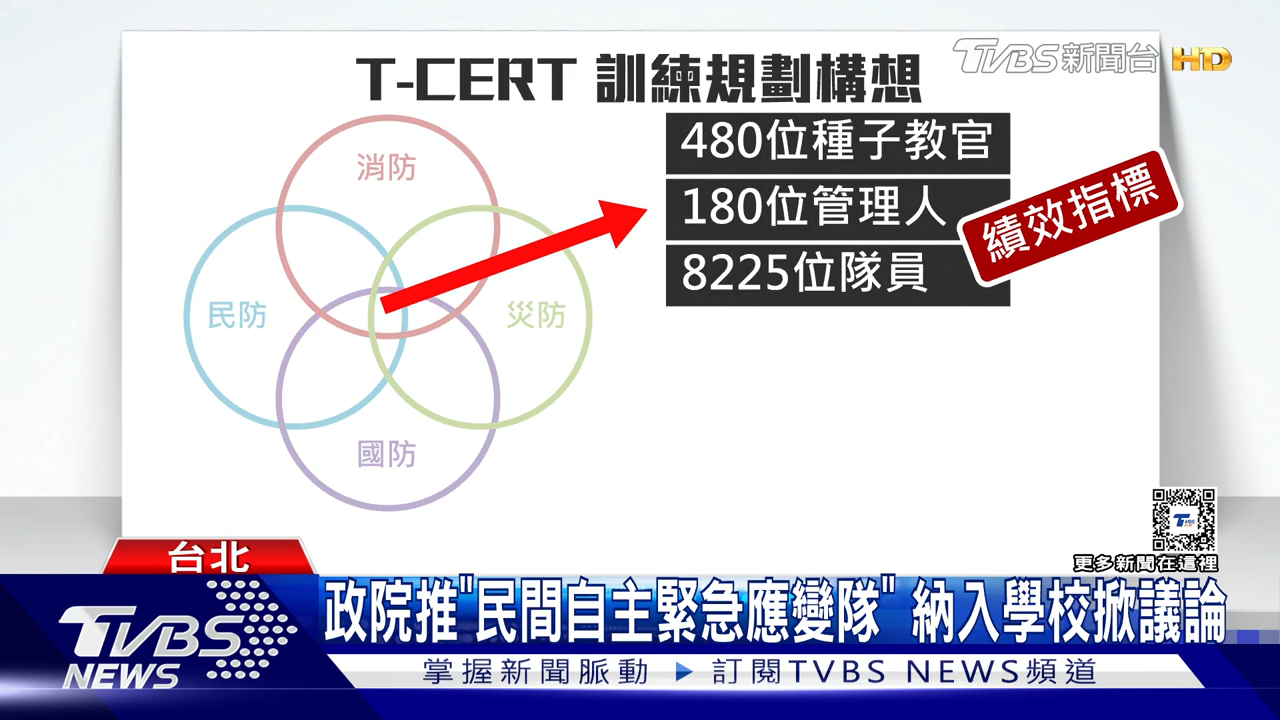 TVBS新聞台 HD
T-CERT 訓練規劃構想
消防
民防
災防
國防
480位種子教官
180位管理人
8225位隊員
績效指標
TVBS
更多新聞在這裡
台北
政院推"民間自主緊急應變隊" 納入學校掀議論
TVBS
NEWS
掌握新聞脈動 ▶ 訂閱TVBS NEWS頻道